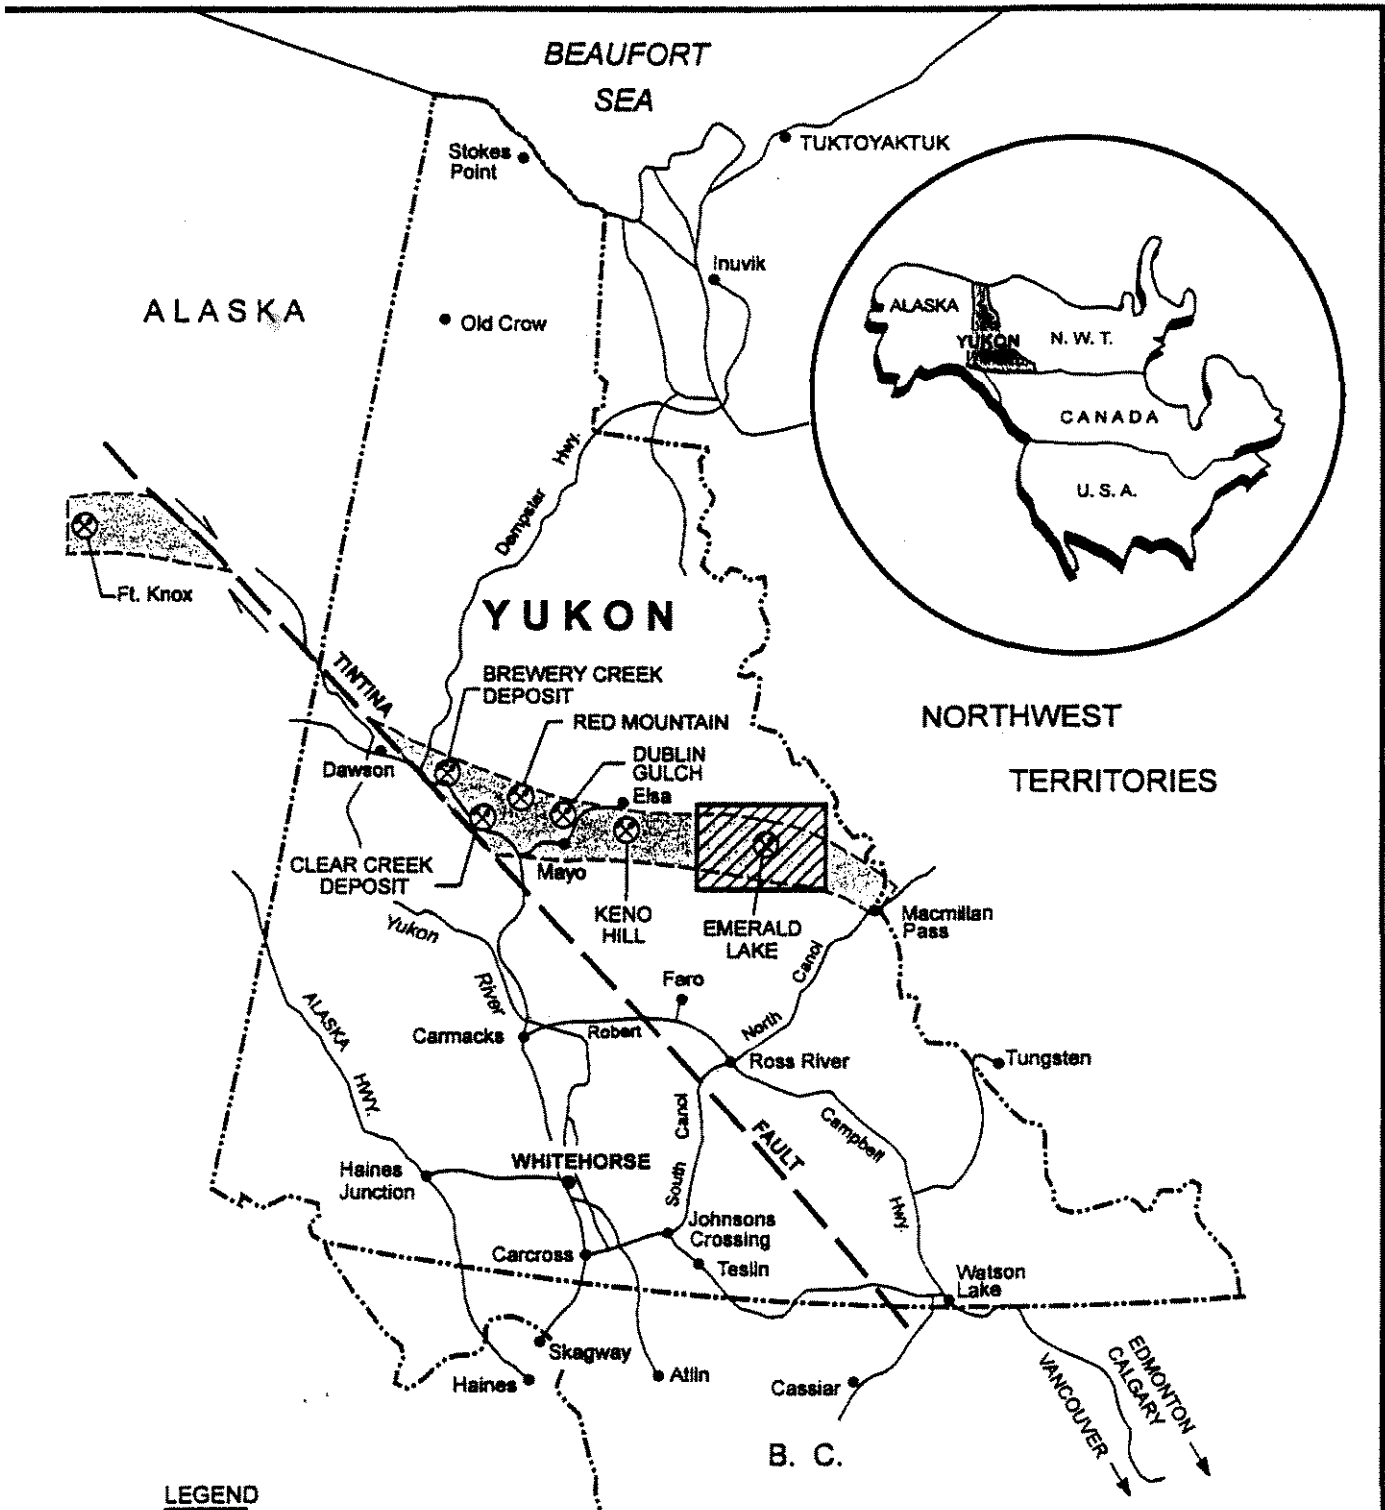 BEAUFORT
SEA
TUKTOYAKTUK
Stokes
Point
Inuvik
ALASKA
Old Crow
ALASKA
YUKON
N. W. T.
CANADA
U. S. A.
Dempster
Hwy.
Ft. Knox
YUKON
TINTINA
BREWERY CREEK
DEPOSIT
RED MOUNTAIN
DUBLIN
GULCH
Elsa
NORTHWEST
TERRITORIES
Dawson
CLEAR CREEK
DEPOSIT
Mayo
KENO
HILL
EMERALD
LAKE
Macmillan
Pass
Yukon
River
Faro
Canol
North
ALASKA
HWY.
Carmacks
Robert
Ross River
Tungsten
Canol
South
FAULT
Campbell
Hwy.
Haines
Junction
WHITEHORSE
Johnsons
Crossing
Carcross
Teslin
Watson
Lake
Skagway
Haines
Atlin
Cassiar
EDMONTON
CALGARY
VANCOUVER
B. C.
LEGEND